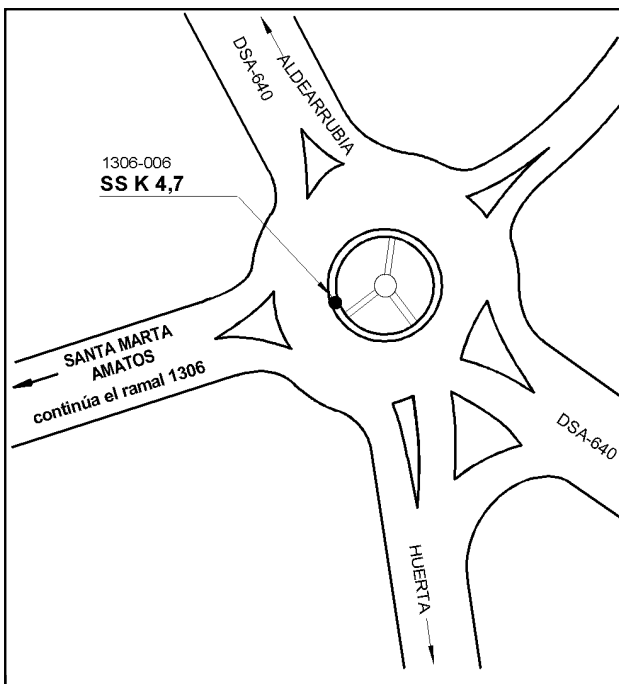 DSA-640
ALDEARRUBIA
1306-006
SS K 4,7
SANTA MARTA
AMATOS
continúa el ramal 1306
DSA-640
HUERTA